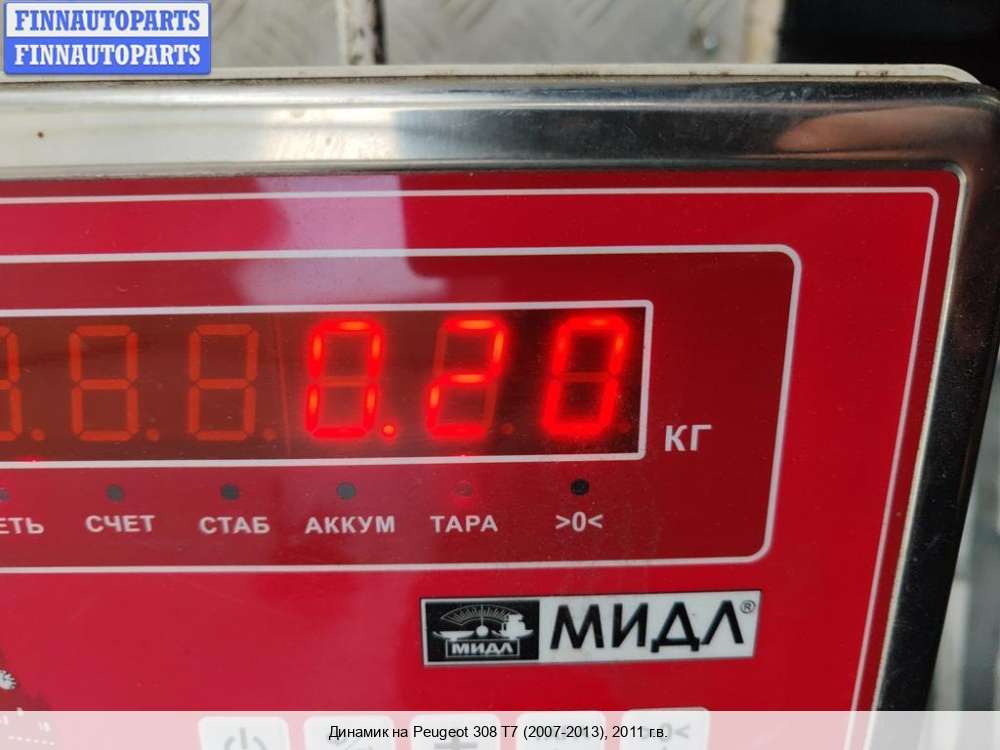 FINNAUTOPARTS
FINNAUTOPARTS
0.20
КГ
СЧЕТ СТАБ АККУМ ТАРА >0<
МИДЛ МИДЛ®
Динамик на Peugeot 308 T7 (2007-2013), 2011 г.в.